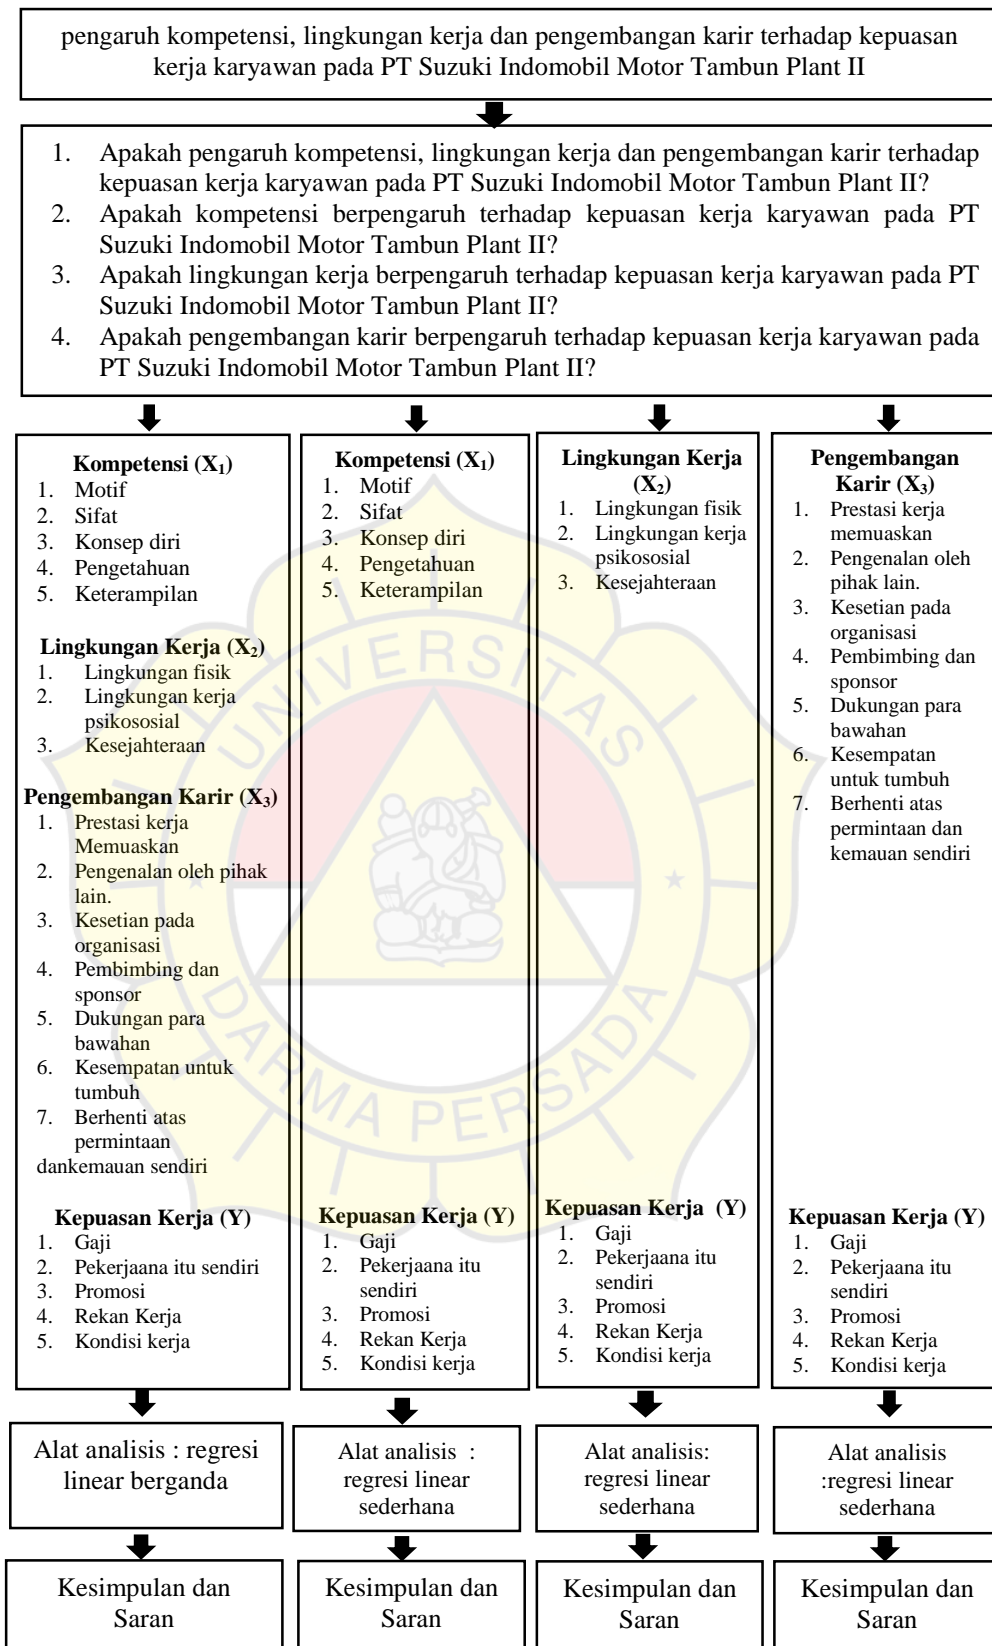 pengaruh kompetensi, lingkungan kerja dan pengembangan karir terhadap kepuasan
kerja karyawan pada PT Suzuki Indomobil Motor Tambun Plant II
1. Apakah pengaruh kompetensi, lingkungan kerja dan pengembangan karir terhadap
kepuasan kerja karyawan pada PT Suzuki Indomobil Motor Tambun Plant II?
2. Apakah kompetensi berpengaruh terhadap kepuasan kerja karyawan pada PT
Suzuki Indomobil Motor Tambun Plant II?
3. Apakah lingkungan kerja berpengaruh terhadap kepuasan kerja karyawan pada PT
Suzuki Indomobil Motor Tambun Plant II?
4. Apakah pengembangan karir berpengaruh terhadap kepuasan kerja karyawan pada
PT Suzuki Indomobil Motor Tambun Plant II?
Kompetensi (X₁)
1. Motif
2. Sifat
3. Konsep diri
4. Pengetahuan
5. Keterampilan
Lingkungan Kerja (X₂)
1. Lingkungan fisik
2. Lingkungan kerja
psikososial
3. Kesejahteraan
Pengembangan Karir (X₃)
1. Prestasi kerja
Memuaskan
2. Pengenalan oleh pihak
lain.
3. Kesetian pada
organisasi
4. Pembimbing dan
sponsor
5. Dukungan para
bawahan
6. Kesempatan untuk
tumbuh
7. Berhenti atas
permintaan
dankemauan sendiri
Kepuasan Kerja (Y)
1. Gaji
2. Pekerjaana itu sendiri
3. Promosi
4. Rekan Kerja
5. Kondisi kerja
Kompetensi (X₁)
1. Motif
2. Sifat
3. Konsep diri
4. Pengetahuan
5. Keterampilan
Kepuasan Kerja (Y)
1. Gaji
2. Pekerjaana itu
sendiri
3. Promosi
4. Rekan Kerja
5. Kondisi kerja
Lingkungan Kerja
(X₂)
1. Lingkungan fisik
2. Lingkungan kerja
psikososial
3. Kesejahteraan
Kepuasan Kerja (Y)
1. Gaji
2. Pekerjaana itu
sendiri
3. Promosi
4. Rekan Kerja
5. Kondisi kerja
Pengembangan
Karir (X₃)
1. Prestasi kerja
memuaskan
2. Pengenalan oleh
pihak lain.
3. Kesetian pada
organisasi
4. Pembimbing dan
sponsor
5. Dukungan para
bawahan
6. Kesempatan
untuk tumbuh
7. Berhenti atas
permintaan dan
kemauan sendiri
Kepuasan Kerja (Y)
1. Gaji
2. Pekerjaana itu
sendiri
3. Promosi
4. Rekan Kerja
5. Kondisi kerja
UNIVERSITAS
DARMA PERSADA
Alat analisis : regresi
linear berganda
Alat analisis :
regresi linear
sederhana
Alat analisis:
regresi linear
sederhana
Alat analisis
:regresi linear
sederhana
Kesimpulan dan
Saran
Kesimpulan dan
Saran
Kesimpulan dan
Saran
Kesimpulan dan
Saran